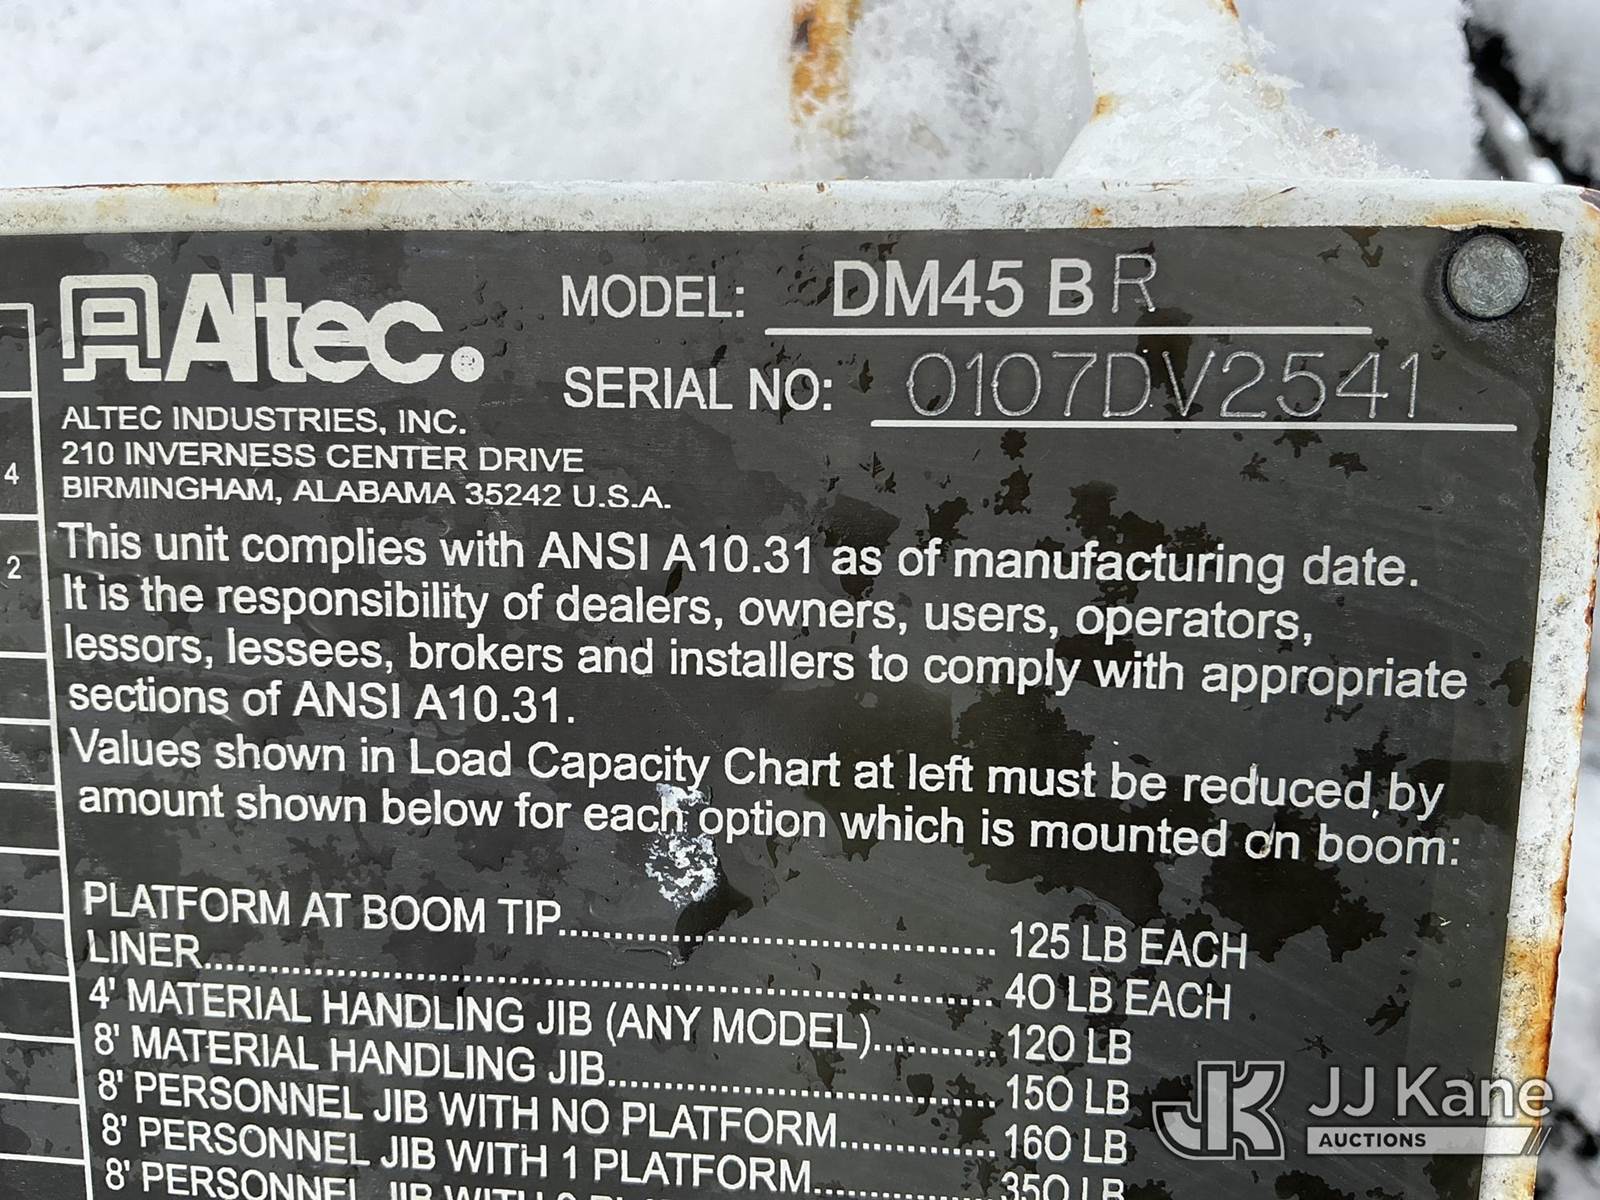 Altec.
MODEL: DM45 BR
SERIAL NO: 0107DV2541
ALTEC INDUSTRIES, INC.
210 INVERNESS CENTER DRIVE
BIRMINGHAM, ALABAMA 35242 U.S.A.
4
2
This unit complies with ANSI A10.31 as of manufacturing date.
It is the responsibility of dealers, owners, users, operators,
lessors, lessees, brokers and installers to comply with appropriate
sections of ANSI A10.31.
Values shown in Load Capacity Chart at left must be reduced by
amount shown below for each option which is mounted on boom:
PLATFORM AT BOOM TIP.......... 125 LB EACH
LINER.......... 40 LB EACH
4' MATERIAL HANDLING JIB (ANY MODEL).......... 120 LB
8' MATERIAL HANDLING JIB.......... 150 LB
8' PERSONNEL JIB WITH NO PLATFORM.......... 160 LB
8' PERSONNEL JIB WITH 1 PLATFORM.......... 350 LB
8' PERSONNEL JIB WITH
JK JJ Kane
AUCTIONS